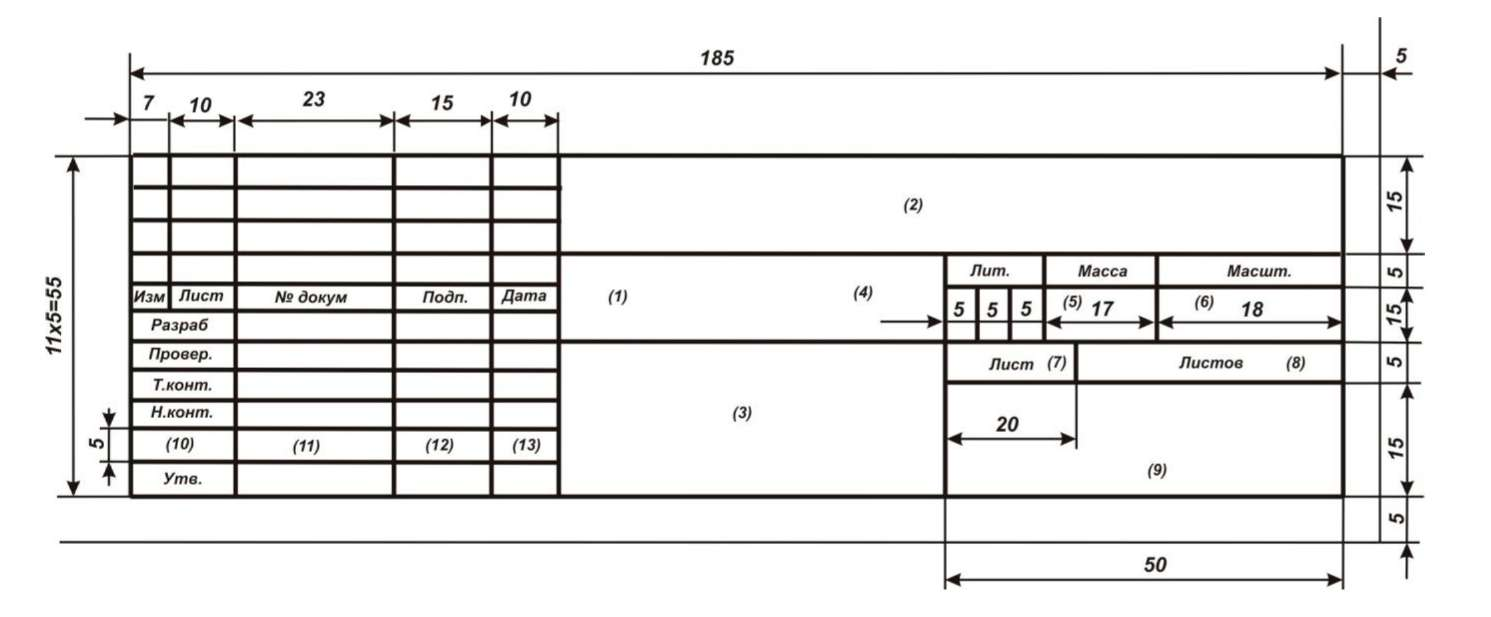 185 5
7 10 23 15 10
(2) 15
11x5=55
Лит. Масса Масшт. 5
Изм Лист № докум Подп. Дата (1) (4) 5 5 5 (5) 17 (6) 18 15
Разраб
Провер. Лист (7) Листов (8) 5
Т.конт.
Н.конт. (3) 20
5 (10) (11) (12) (13) 15
Утв. (9)
5
50